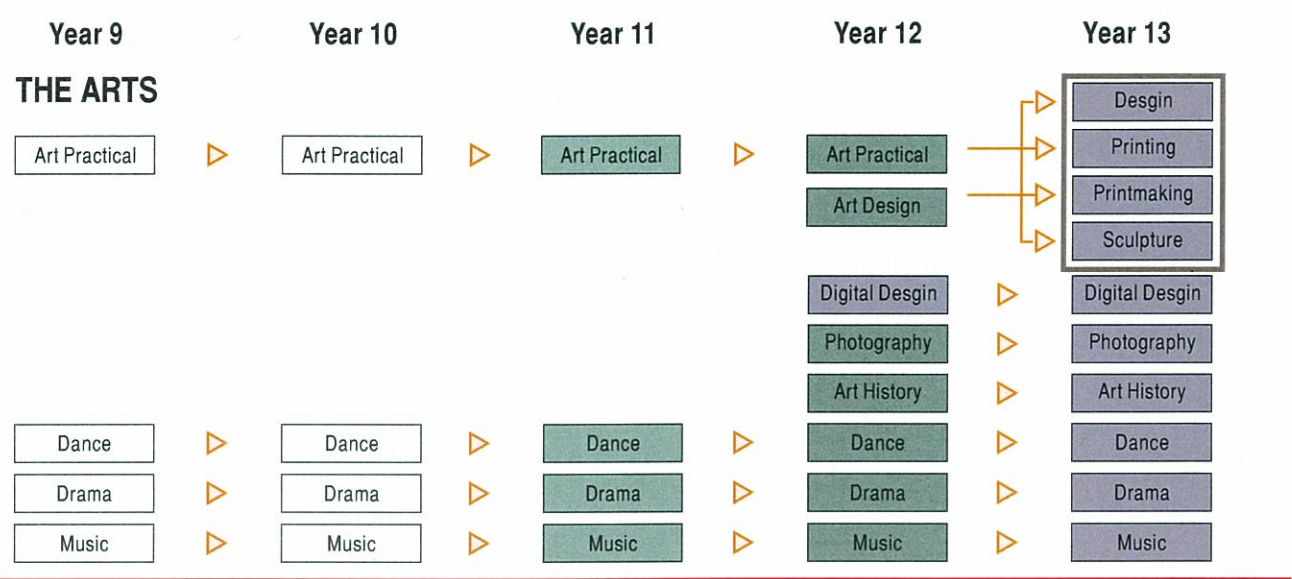 Year 9 Year 10 Year 11 Year 12 Year 13
THE ARTS
Desgin
Art Practical Art Practical Art Practical Art Practical Printing
Art Design Printmaking
Sculpture
Digital Desgin Digital Desgin
Photography Photography
Art History Art History
Dance Dance Dance Dance Dance
Drama Drama Drama Drama Drama
Music Music Music Music Music